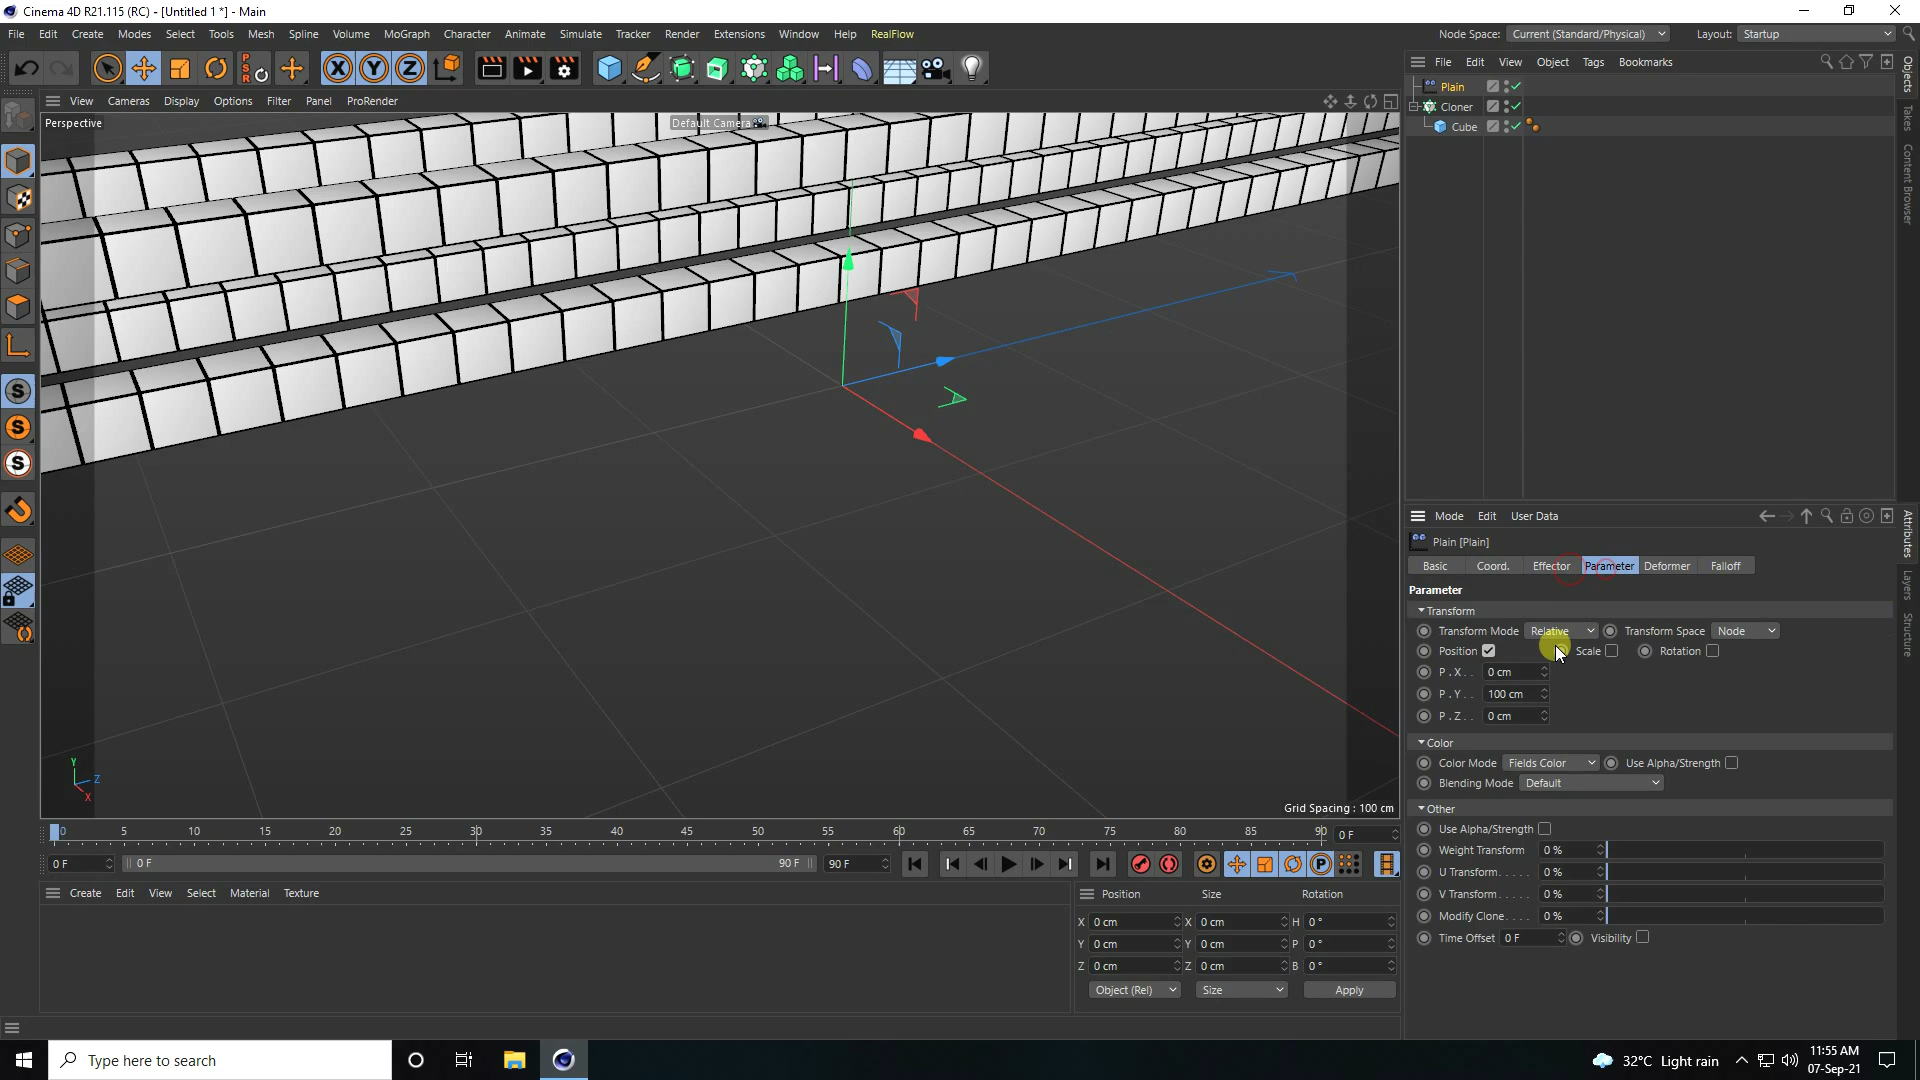 Cinema 4D R21.115 (RC) - [Untitled 1 *] - Main
File Edit Create Modes Select Tools Mesh Spline Volume MoGraph Character Animate Simulate Tracker Render Extensions Window Help RealFlow Node Space: Current (Standard/Physical) Layout: Startup
PSR X Y Z
File Edit View Object Tags Bookmarks
View Cameras Display Options Filter Panel ProRender
Perspective Default Camera
Plain
Cloner
Cube
Objects
Takes
Content Browser
Mode Edit User Data
Plain [Plain]
Basic Coord. Effector Parameter Deformer Falloff
Parameter
Transform
Transform Mode Relative Transform Space Node
Position Scale Rotation
P . X . . 0 cm
P . Y . . 100 cm
P . Z . . 0 cm
Color
Color Mode Fields Color Use Alpha/Strength
Blending Mode Default
Other
Use Alpha/Strength
Weight Transform 0 %
U Transform . . . . . 0 %
V Transform . . . . . 0 %
Modify Clone . . . . 0 %
Time Offset 0 F Visibility
Attributes
Layers
Structure
Y
Z
X
Grid Spacing : 100 cm
0 5 10 15 20 25 30 35 40 45 50 55 60 65 70 75 80 85 90 0 F
0 F 0 F 90 F 90 F P
Create Edit View Select Material Texture
Position Size Rotation
X 0 cm X 0 cm H 0 °
Y 0 cm Y 0 cm P 0 °
Z 0 cm Z 0 cm B 0 °
Object (Rel) Size Apply
Type here to search
32°C Light rain
11:55 AM
07-Sep-21